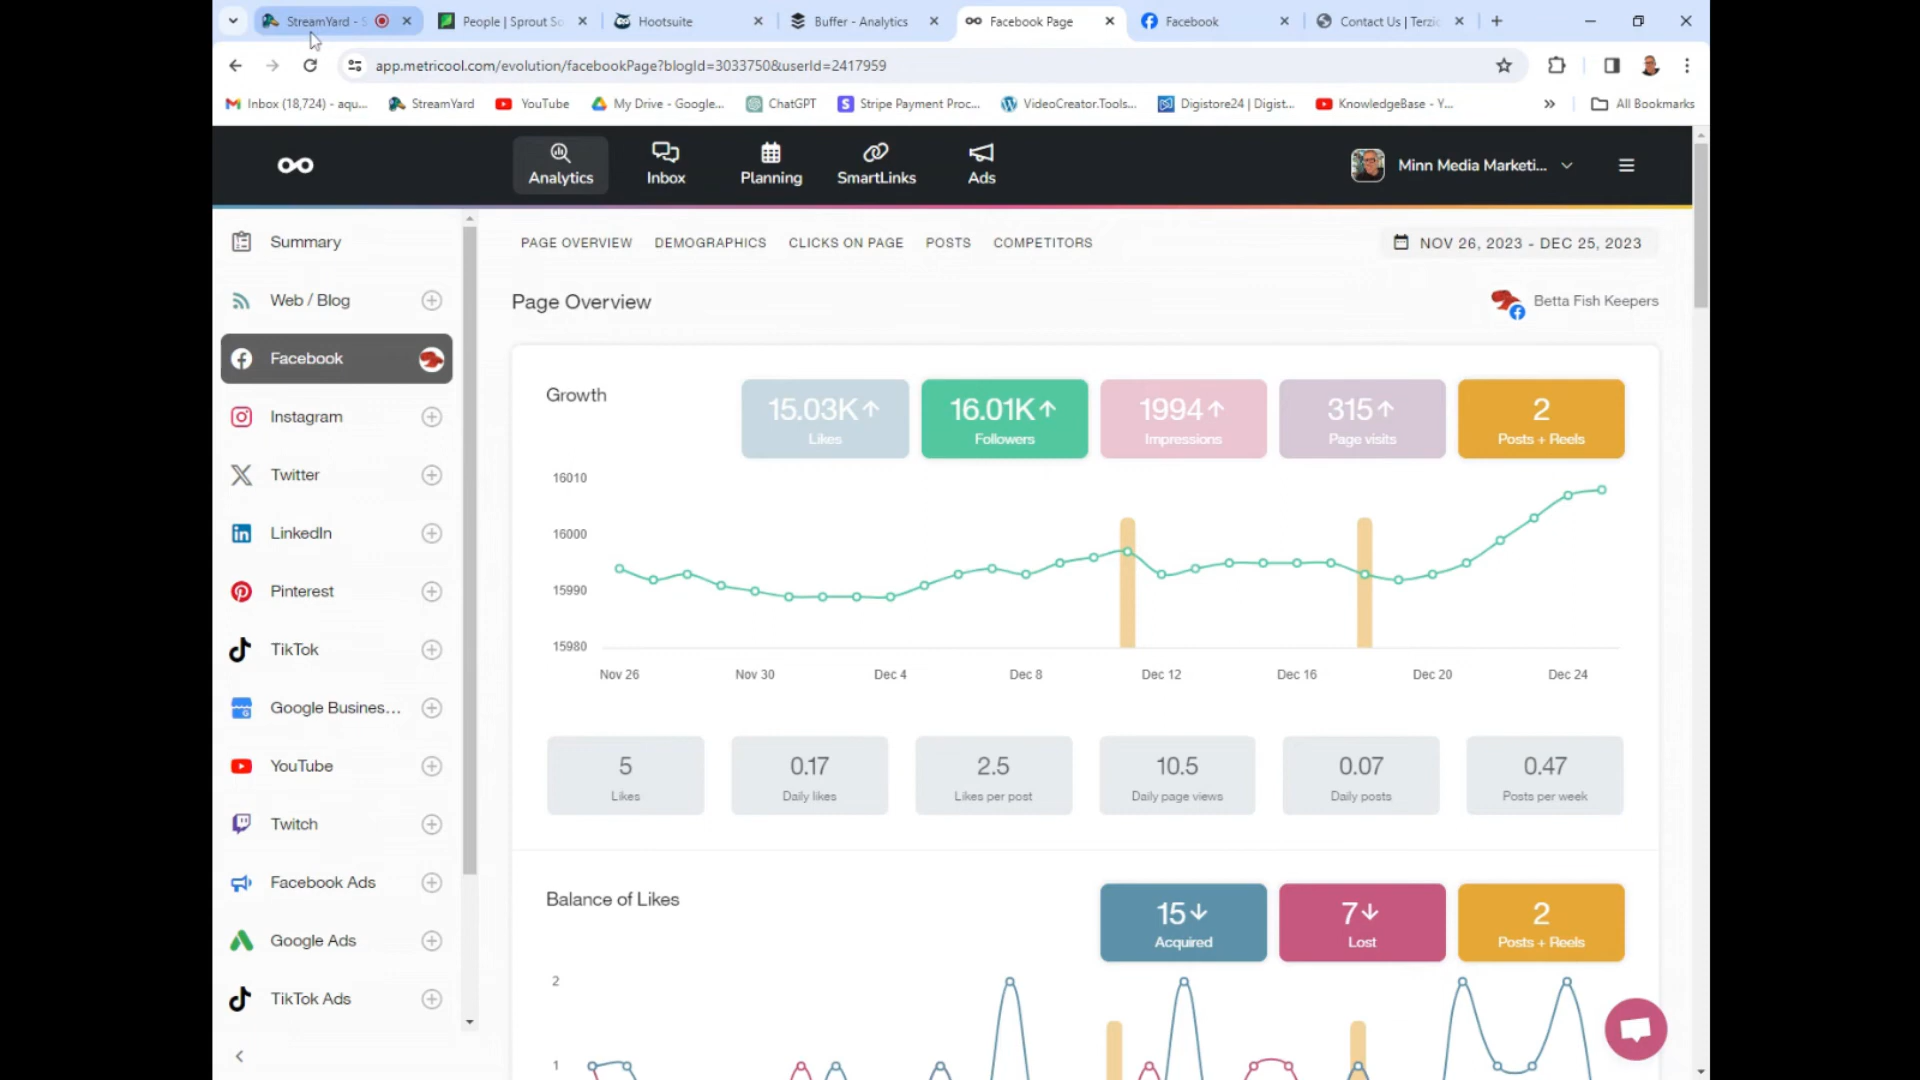 StreamYard - S
People | Sprout So
Hootsuite
Buffer - Analytics
Facebook Page
Facebook
Contact Us | Terzic
app.metricool.com/evolution/facebookPage?blogId=3033750&userId=2417959
Inbox (18,724) - aqu...
StreamYard
YouTube
My Drive - Google...
ChatGPT
Stripe Payment Proc...
VideoCreator.Tools...
Digistore24 | Digist...
KnowledgeBase - Y...
All Bookmarks
Analytics
Inbox
Planning
SmartLinks
Ads
Minn Media Marketi...
Summary
Web / Blog
Facebook
Instagram
Twitter
LinkedIn
Pinterest
TikTok
Google Busines...
YouTube
Twitch
Facebook Ads
Google Ads
TikTok Ads
PAGE OVERVIEW
DEMOGRAPHICS
CLICKS ON PAGE
POSTS
COMPETITORS
NOV 26, 2023 - DEC 25, 2023
Page Overview
Betta Fish Keepers
Growth
15.03K
Likes
16.01K
Followers
1994
Impressions
315
Page visits
2
Posts + Reels
16010
16000
15990
15980
Nov 26
Nov 30
Dec 4
Dec 8
Dec 12
Dec 16
Dec 20
Dec 24
5
Likes
0.17
Daily likes
2.5
Likes per post
10.5
Daily page views
0.07
Daily posts
0.47
Posts per week
Balance of Likes
15
Acquired
7
Lost
2
Posts + Reels
2
1